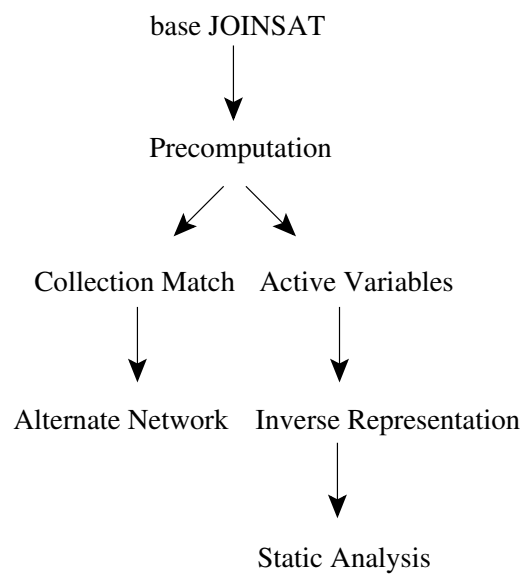 base JOINSAT
Precomputation
Collection Match
Active Variables
Alternate Network
Inverse Representation
Static Analysis